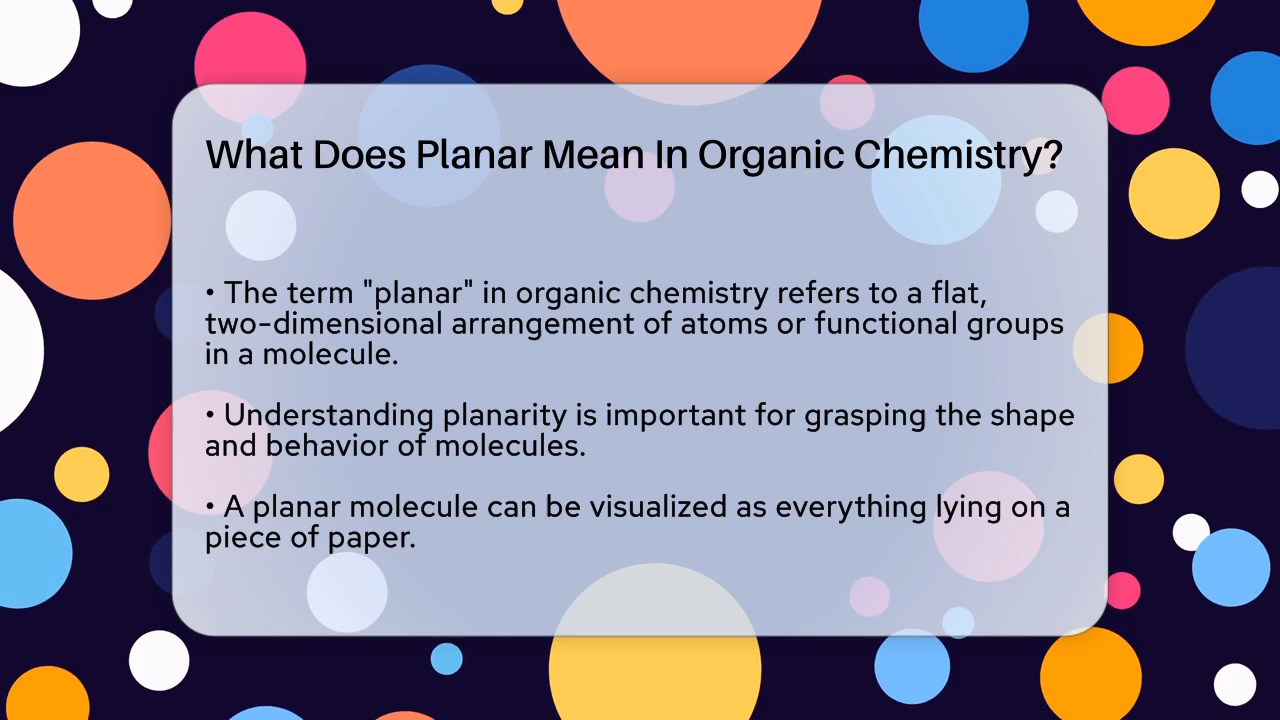 What Does Planar Mean In Organic Chemistry?
• The term "planar" in organic chemistry refers to a flat,
two-dimensional arrangement of atoms or functional groups
in a molecule.
• Understanding planarity is important for grasping the shape
and behavior of molecules.
• A planar molecule can be visualized as everything lying on a
piece of paper.